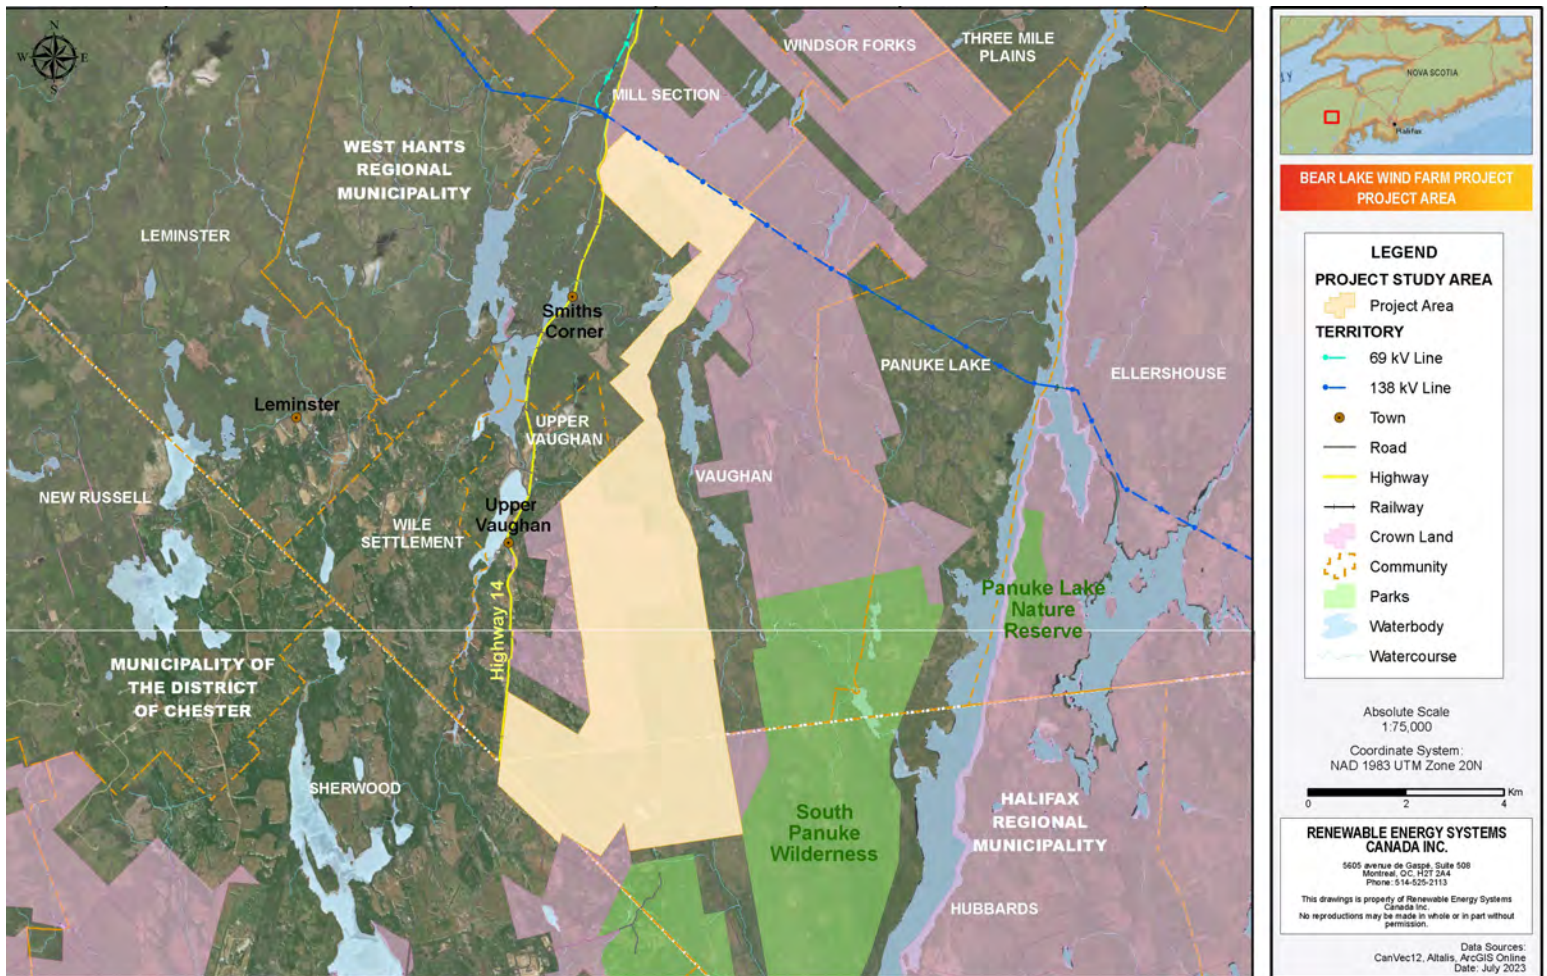 N
W
E
S
WINDSOR FORKS
THREE MILE
PLAINS
MILL SECTION
WEST HANTS
REGIONAL
MUNICIPALITY
LEMINSTER
Smiths
Corner
PANUKE LAKE
ELLERSHOUSE
Leminster
UPPER
VAUGHAN
VAUGHAN
NEW RUSSELL
WILE
SETTLEMENT
Upper
Vaughan
Highway 14
Panuke Lake
Nature
Reserve
MUNICIPALITY OF
THE DISTRICT
OF CHESTER
SHERWOOD
South
Panuke
Wilderness
HALIFAX
REGIONAL
MUNICIPALITY
HUBBARDS
NOVA SCOTIA
Halifax
BEAR LAKE WIND FARM PROJECT
PROJECT AREA
LEGEND
PROJECT STUDY AREA
Project Area
TERRITORY
69 kV Line
138 kV Line
Town
Road
Highway
Railway
Crown Land
Community
Parks
Waterbody
Watercourse
Absolute Scale
1:75,000
Coordinate System:
NAD 1983 UTM Zone 20N
Km
0 2 4
RENEWABLE ENERGY SYSTEMS
CANADA INC.
5605 avenue de Gaspé, Suite 508
Montreal, QC, H2T 2A4
Phone: 514-525-2113
This drawings is property of Renewable Energy Systems
Canada Inc.
No reproductions may be made in whole or in part without
permission.
Data Sources:
CanVec12, Altalis, ArcGIS Online
Date: July 2023